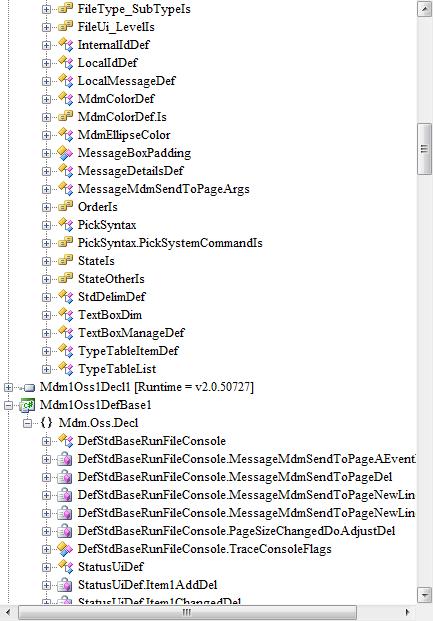 FileType_SubTypeIs
FileUi_LevelIs
InternalIdDef
LocalIdDef
LocalMessageDef
MdmColorDef
MdmColorDef.Is
MdmEllipseColor
MessageBoxPadding
MessageDetailsDef
MessageMdmSendToPageArgs
OrderIs
PickSyntax
PickSyntax.PickSystemCommandIs
StateIs
StateOtherIs
StdDelimDef
TextBoxDim
TextBoxManageDef
TypeTableItemDef
TypeTableList
Mdm1Oss1Decl1 [Runtime = v2.0.50727]
Mdm1Oss1DefBase1
{} Mdm.Oss.Decl
DefStdBaseRunFileConsole
DefStdBaseRunFileConsole.MessageMdmSendToPageAEvent
DefStdBaseRunFileConsole.MessageMdmSendToPageDel
DefStdBaseRunFileConsole.MessageMdmSendToPageNewLin
DefStdBaseRunFileConsole.MessageMdmSendToPageNewLin
DefStdBaseRunFileConsole.PageSizeChangedDoAdjustDel
DefStdBaseRunFileConsole.TraceConsoleFlags
StatusUiDef
StatusUiDef.Item1AddDel
StatusUiDef.Item1ChangedDel